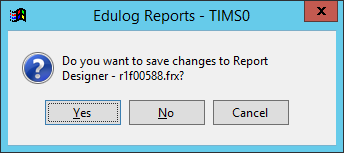 Edulog Reports - TIMS0
Do you want to save changes to Report
Designer - r1f00588.frx?
Yes
No
Cancel